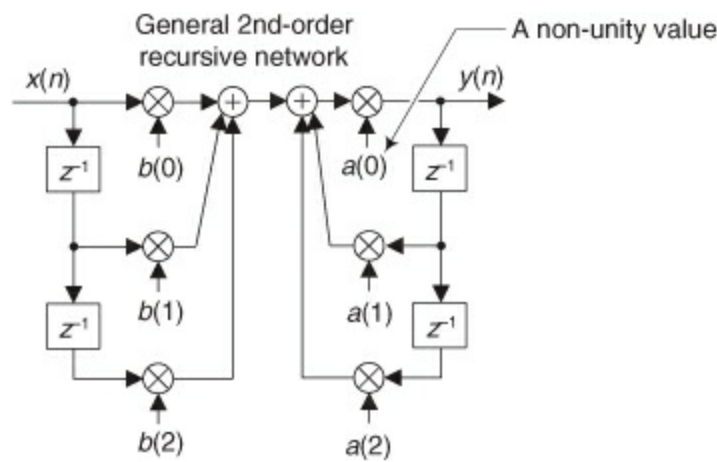 General 2nd-order
recursive network
A non-unity value
x(n)
y(n)
+
+
z⁻¹
b(0)
a(0)
z⁻¹
b(1)
a(1)
z⁻¹
z⁻¹
b(2)
a(2)